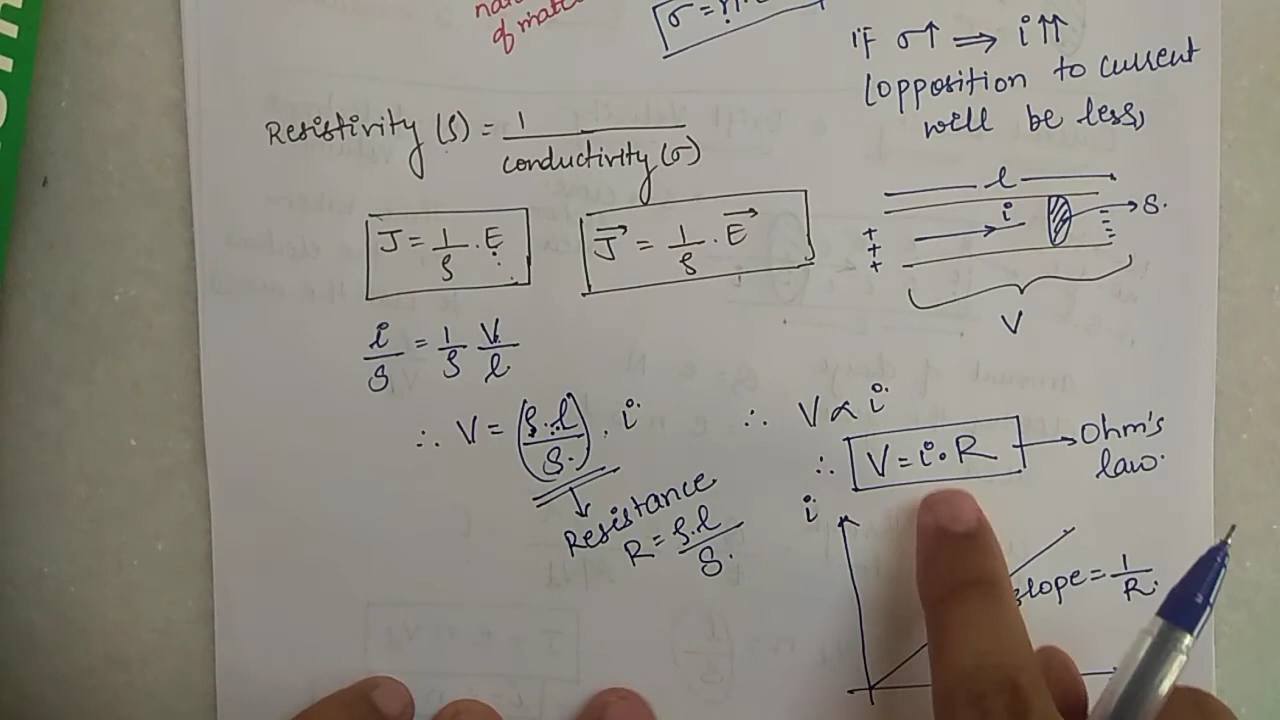 of matt
σ =
if σ↑ ⟹ i↑↑
(opposition to current
will be less,
Resistivity (ρ) = 1 / conductivity (σ)
J = 1/ρ . E
J⃗ = 1/ρ . E⃗
l
i
S.
+
+
+
V
i/S = 1/ρ V/l
∴ V = (ρ.l/S.) . i
∴ V ∝ i
∴ V = i . R → Ohm's
law.
Resistance
R = ρ.l/S.
i
slope = 1/R.